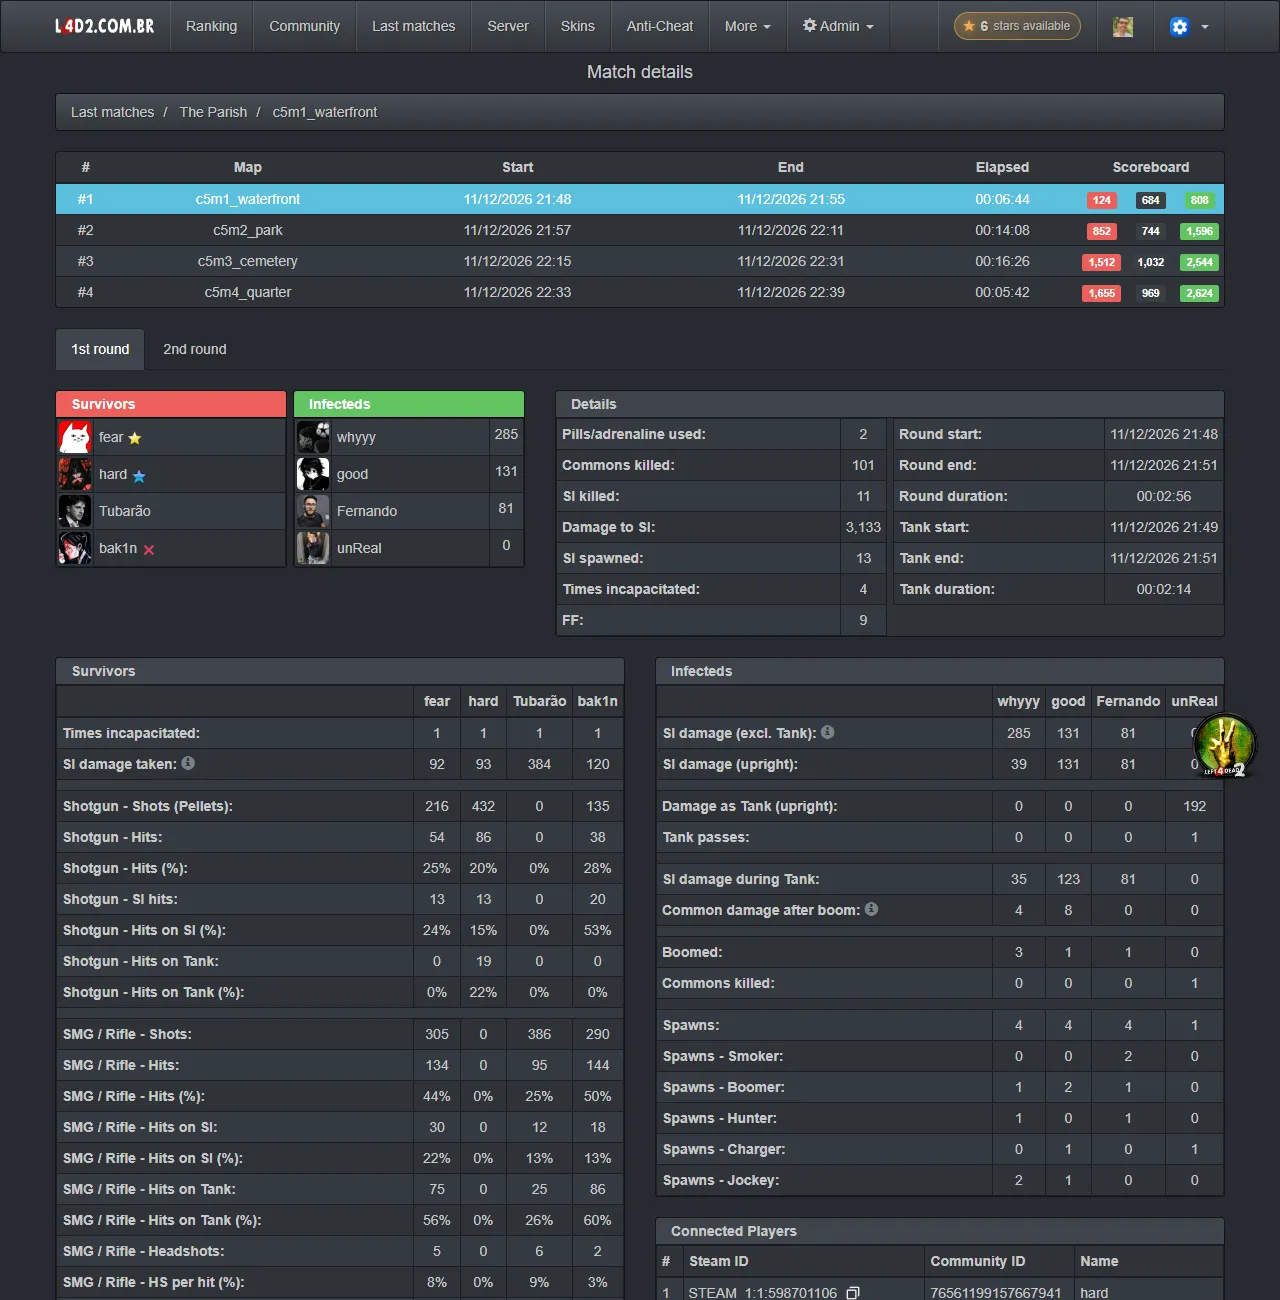 L4D2.COM.BR Ranking Community Last matches Server Skins Anti-Cheat More Admin 6 stars available
Match details
Last matches / The Parish / c5m1_waterfront
# Map Start End Elapsed Scoreboard
#1 c5m1_waterfront 11/12/2026 21:48 11/12/2026 21:55 00:06:44 124 684 808
#2 c5m2_park 11/12/2026 21:57 11/12/2026 22:11 00:14:08 852 744 1,596
#3 c5m3_cemetery 11/12/2026 22:15 11/12/2026 22:31 00:16:26 1,512 1,032 2,544
#4 c5m4_quarter 11/12/2026 22:33 11/12/2026 22:39 00:05:42 1,655 969 2,624
1st round 2nd round
Survivors
fear
hard
Tubarão
bak1n
Infecteds
whyyy 285
good 131
Fernando 81
unReal 0
Details
Pills/adrenaline used: 2
Commons killed: 101
SI killed: 11
Damage to SI: 3,133
SI spawned: 13
Times incapacitated: 4
FF: 9
Round start: 11/12/2026 21:48
Round end: 11/12/2026 21:51
Round duration: 00:02:56
Tank start: 11/12/2026 21:49
Tank end: 11/12/2026 21:51
Tank duration: 00:02:14
Survivors
fear hard Tubarão bak1n
Times incapacitated: 1 1 1 1
SI damage taken: 92 93 384 120
Shotgun - Shots (Pellets): 216 432 0 135
Shotgun - Hits: 54 86 0 38
Shotgun - Hits (%): 25% 20% 0% 28%
Shotgun - SI hits: 13 13 0 20
Shotgun - Hits on SI (%): 24% 15% 0% 53%
Shotgun - Hits on Tank: 0 19 0 0
Shotgun - Hits on Tank (%): 0% 22% 0% 0%
SMG / Rifle - Shots: 305 0 386 290
SMG / Rifle - Hits: 134 0 95 144
SMG / Rifle - Hits (%): 44% 0% 25% 50%
SMG / Rifle - Hits on SI: 30 0 12 18
SMG / Rifle - Hits on SI (%): 22% 0% 13% 13%
SMG / Rifle - Hits on Tank: 75 0 25 86
SMG / Rifle - Hits on Tank (%): 56% 0% 26% 60%
SMG / Rifle - Headshots: 5 0 6 2
SMG / Rifle - HS per hit (%): 8% 0% 9% 3%
Infecteds
whyyy good Fernando unReal
SI damage (excl. Tank): 285 131 81
SI damage (upright): 39 131 81 0
LEFT 4 DEAD 2
Damage as Tank (upright): 0 0 0 192
Tank passes: 0 0 0 1
SI damage during Tank: 35 123 81 0
Common damage after boom: 4 8 0 0
Boomed: 3 1 1 0
Commons killed: 0 0 0 1
Spawns: 4 4 4 1
Spawns - Smoker: 0 0 2 0
Spawns - Boomer: 1 2 1 0
Spawns - Hunter: 1 0 1 0
Spawns - Charger: 0 1 0 1
Spawns - Jockey: 2 1 0 0
Connected Players
# Steam ID Community ID Name
1 STEAM_1:1:598701106 76561199157667941 hard